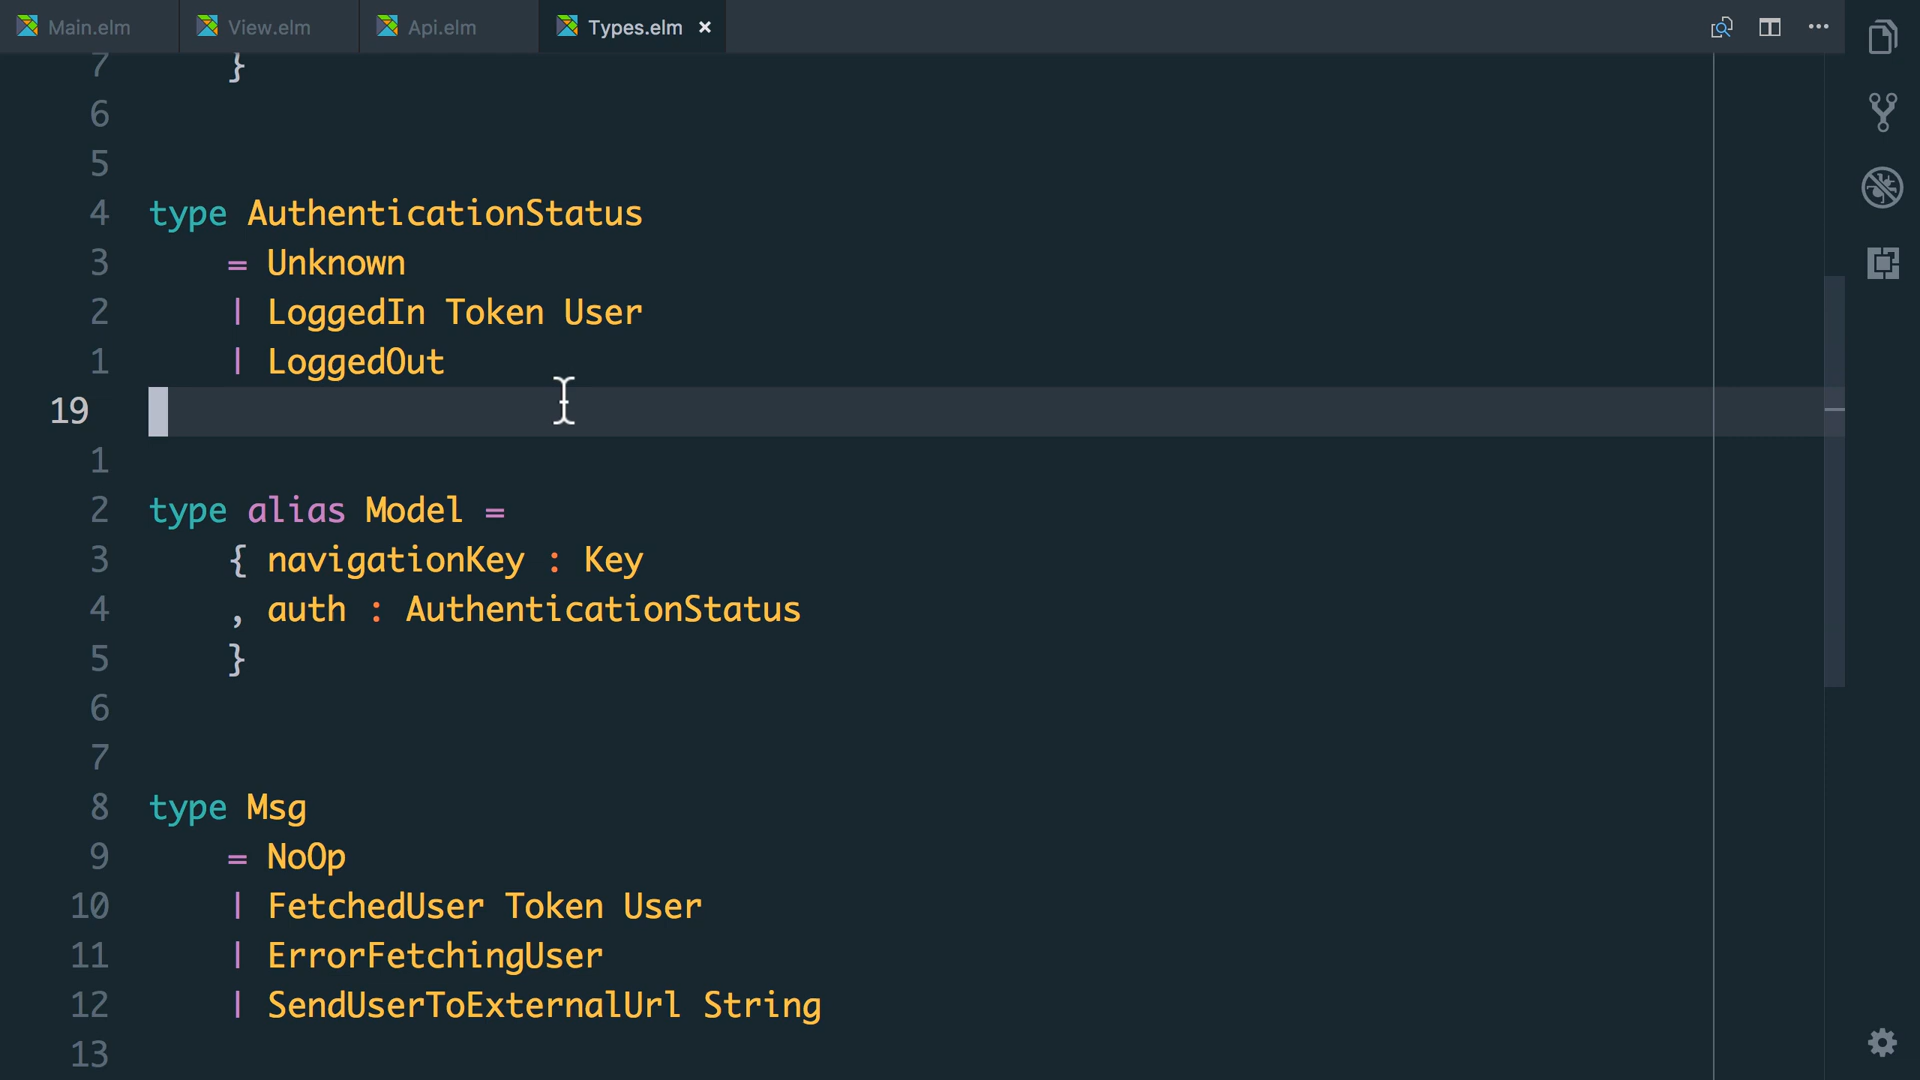 Main.elm View.elm Api.elm Types.elm ×
7 }
6
5
4 type AuthenticationStatus
3 = Unknown
2 | LoggedIn Token User
1 | LoggedOut
19
1
2 type alias Model =
3 { navigationKey : Key
4 , auth : AuthenticationStatus
5 }
6
7
8 type Msg
9 = NoOp
10 | FetchedUser Token User
11 | ErrorFetchingUser
12 | SendUserToExternalUrl String
13